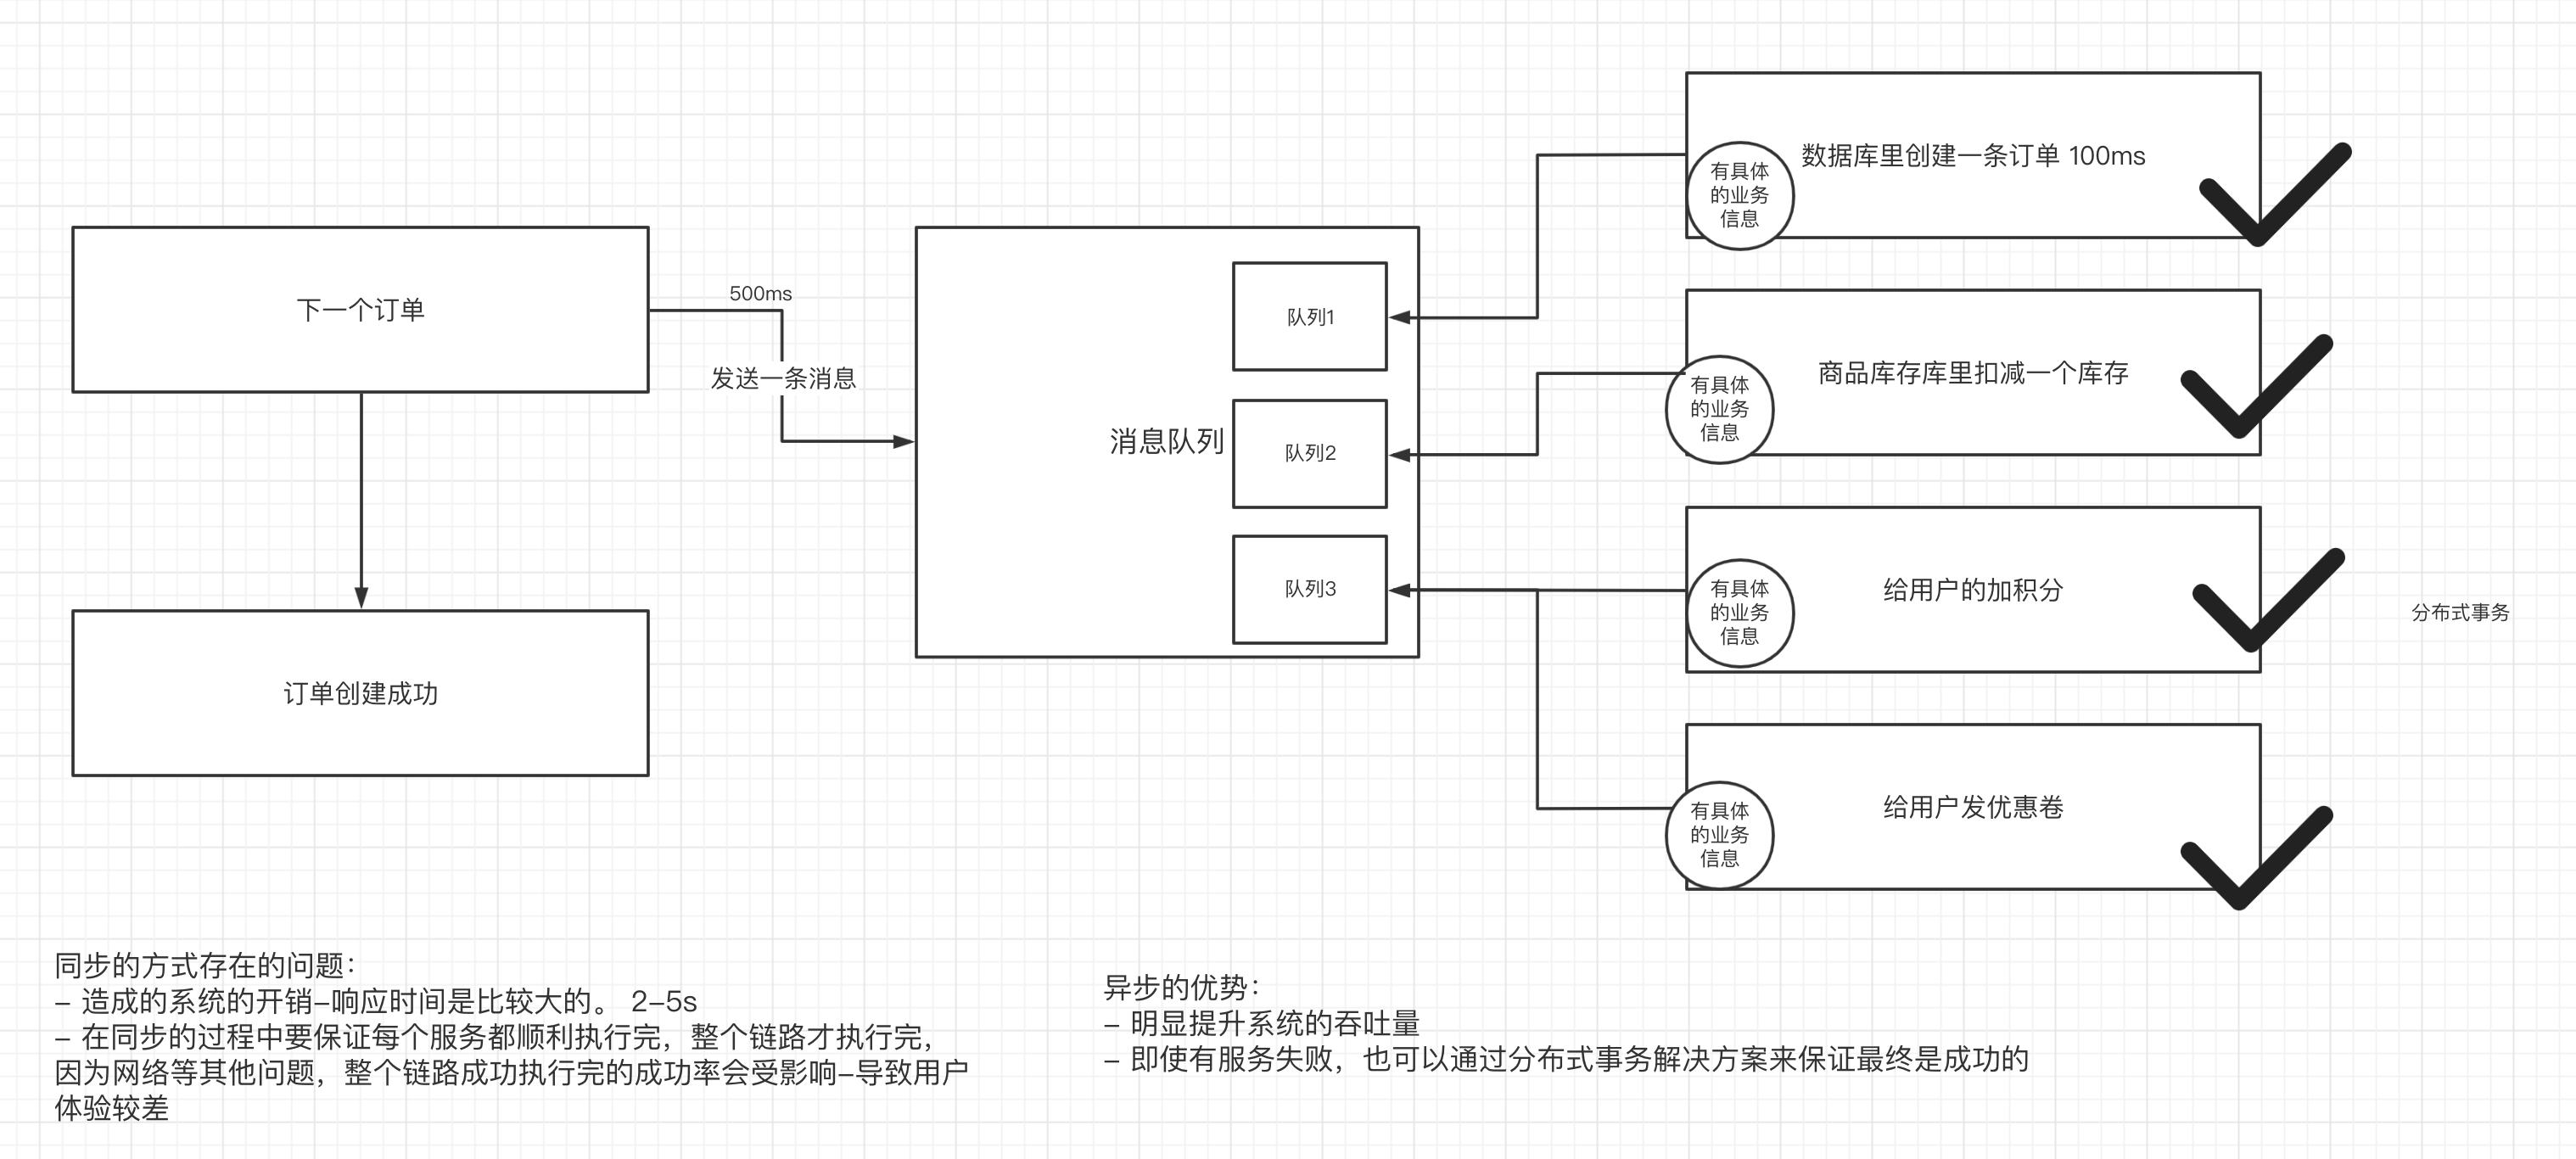 下一个订单
500ms
发送一条消息
订单创建成功
消息队列
队列1
队列2
队列3
有具体
的业务
信息
数据库里创建一条订单 100ms
有具体
的业务
信息
商品库存库里扣减一个库存
有具体
的业务
信息
给用户的加积分
有具体
的业务
信息
给用户发优惠卷
分布式事务
同步的方式存在的问题：
- 造成的系统的开销-响应时间是比较大的。 2-5s
- 在同步的过程中要保证每个服务都顺利执行完，整个链路才执行完，
因为网络等其他问题，整个链路成功执行完的成功率会受影响-导致用户
体验较差
异步的优势：
- 明显提升系统的吞吐量
- 即使有服务失败，也可以通过分布式事务解决方案来保证最终是成功的